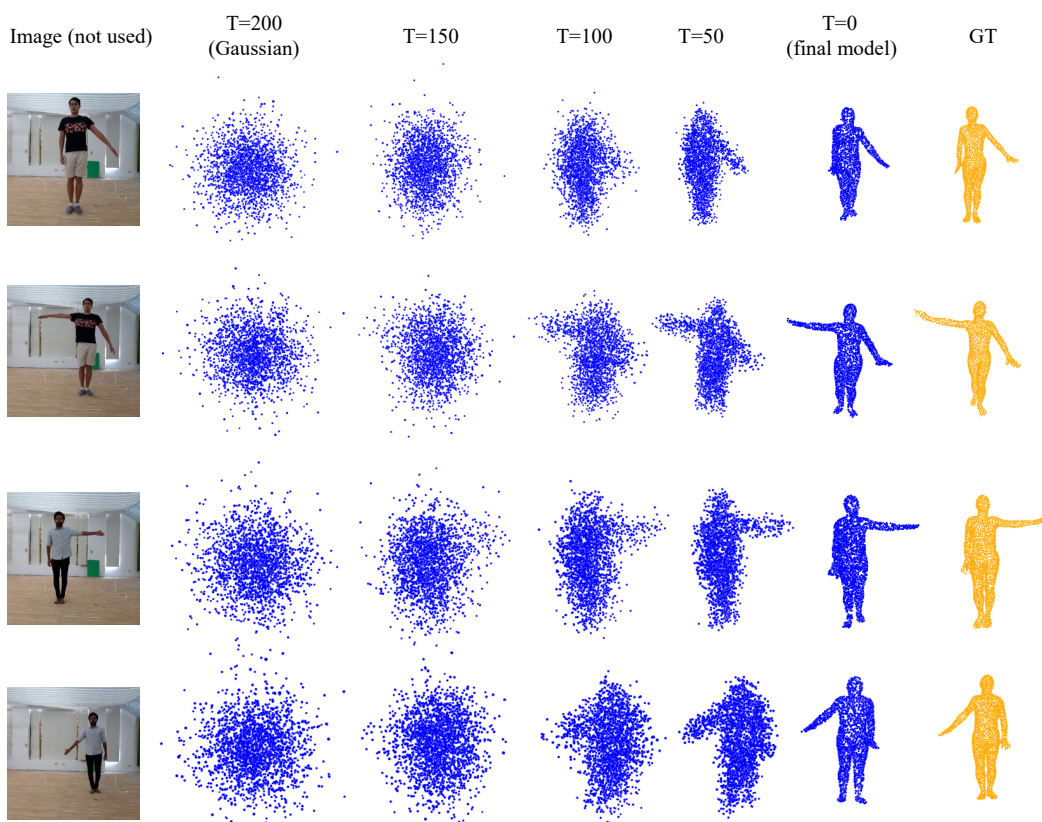 Image (not used)
T=200
(Gaussian)
T=150
T=100
T=50
T=0
(final model)
GT